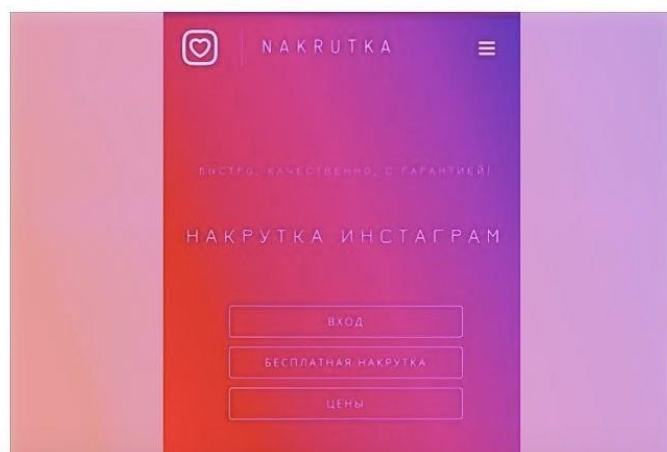 NAKRUTKA
БЫСТРО, КАЧЕСТВЕННО, С ГАРАНТИЕЙ!
НАКРУТКА ИНСТАГРАМ
ВХОД
БЕСПЛАТНАЯ НАКРУТКА
ЦЕНЫ